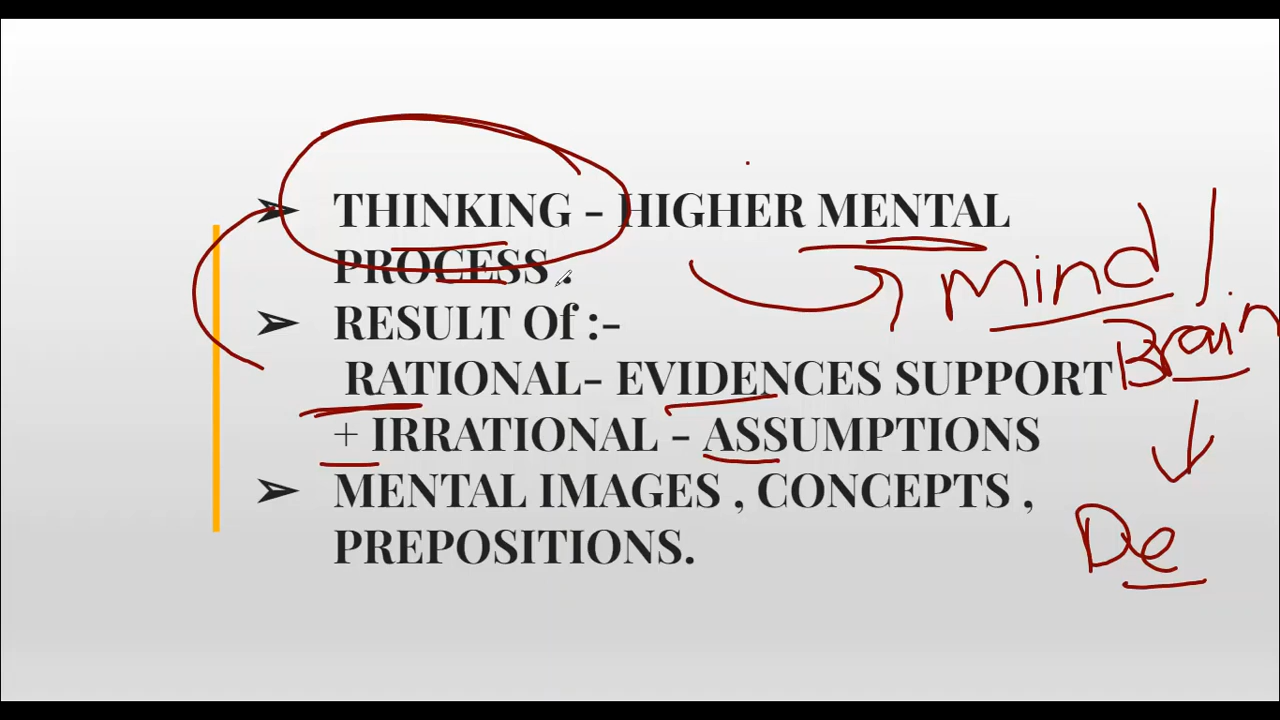 ➤ THINKING - HIGHER MENTAL
PROCESS .
➤ RESULT Of :-
RATIONAL- EVIDENCES SUPPORT
+ IRRATIONAL - ASSUMPTIONS
➤ MENTAL IMAGES , CONCEPTS ,
PREPOSITIONS.
mind /
Brain
De